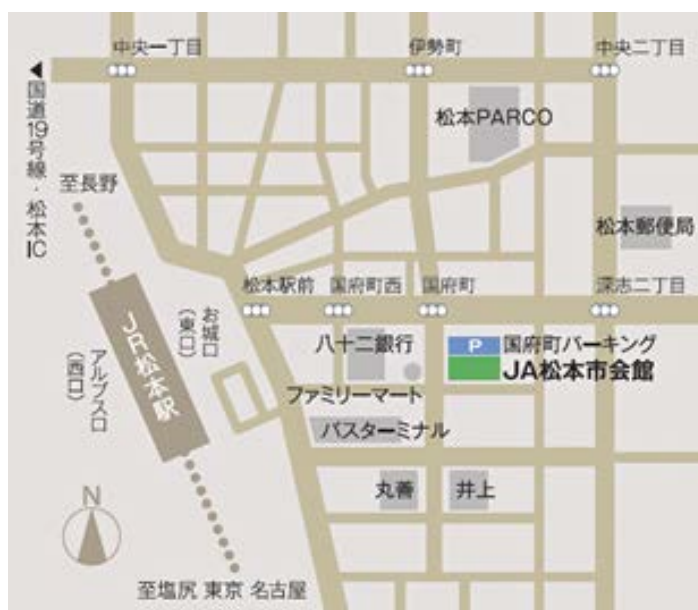 中央一丁目
伊勢町
中央二丁目
◀国道19号線・松本IC
松本PARCO
至長野
松本郵便局
松本駅前
国府町西
国府町
深志二丁目
お城口
(東口)
JR松本駅
アルプス口
(西口)
八十二銀行
P
国府町パーキング
JA松本市会館
ファミリーマート
バスターミナル
丸善
井上
N
至塩尻 東京 名古屋